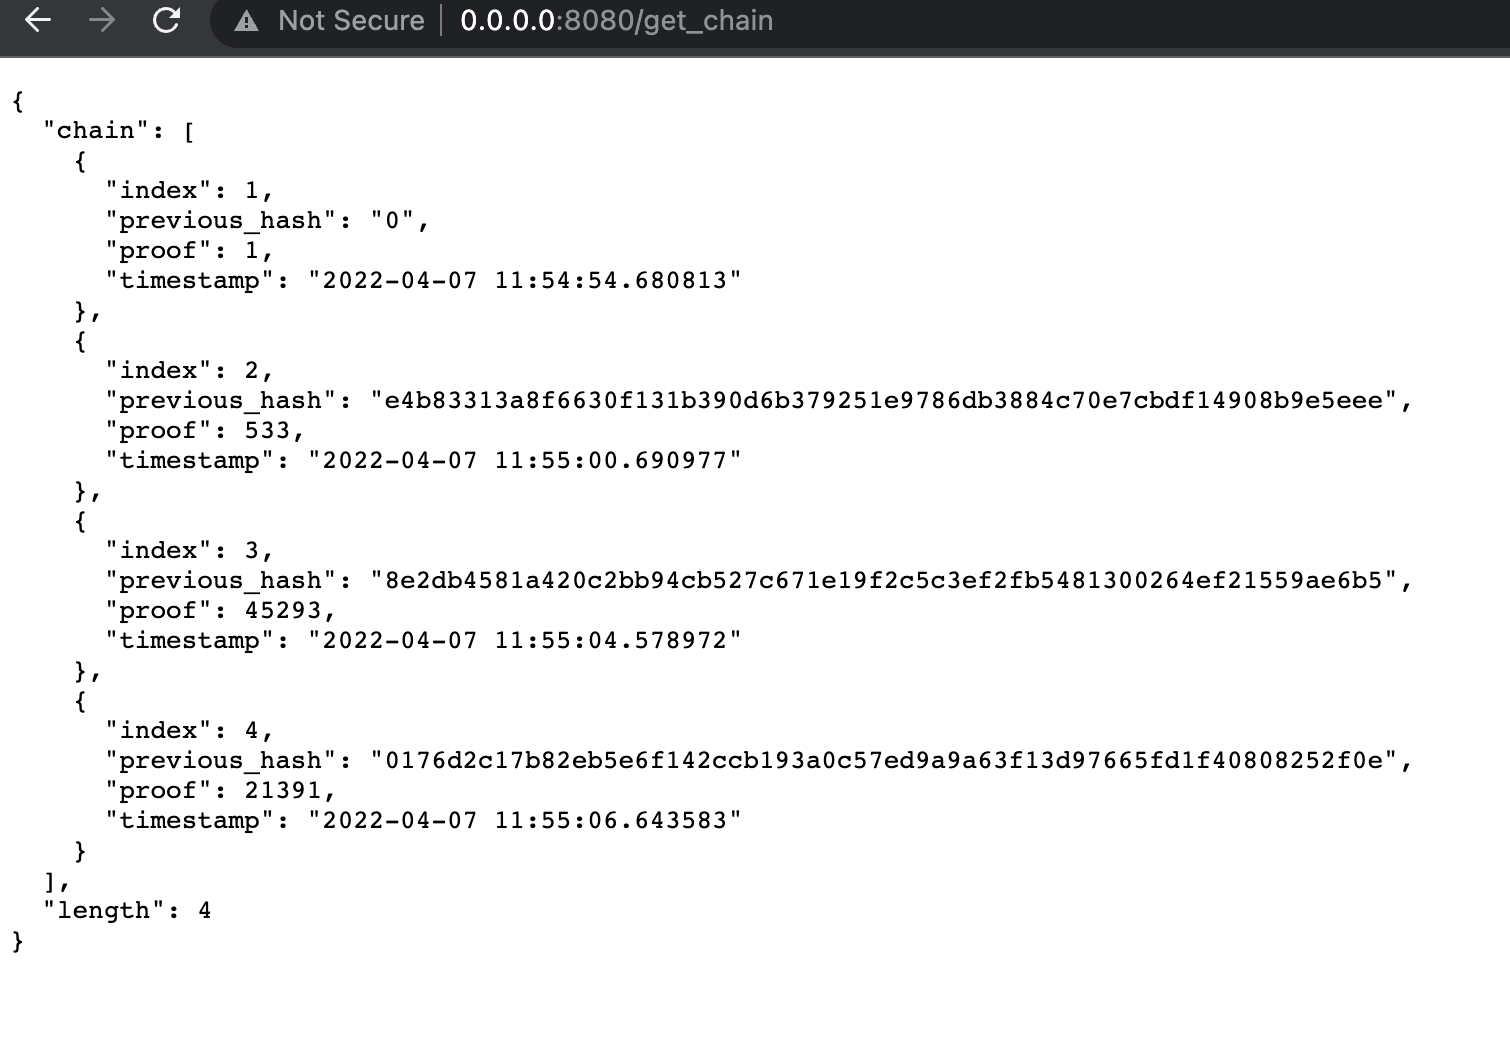 Not Secure | 0.0.0.0:8080/get_chain
{
  "chain": [
    {
      "index": 1,
      "previous_hash": "0",
      "proof": 1,
      "timestamp": "2022-04-07 11:54:54.680813"
    },
    {
      "index": 2,
      "previous_hash": "e4b83313a8f6630f131b390d6b379251e9786db3884c70e7cbdf14908b9e5eee",
      "proof": 533,
      "timestamp": "2022-04-07 11:55:00.690977"
    },
    {
      "index": 3,
      "previous_hash": "8e2db4581a420c2bb94cb527c671e19f2c5c3ef2fb5481300264ef21559ae6b5",
      "proof": 45293,
      "timestamp": "2022-04-07 11:55:04.578972"
    },
    {
      "index": 4,
      "previous_hash": "0176d2c17b82eb5e6f142ccb193a0c57ed9a9a63f13d97665fd1f40808252f0e",
      "proof": 21391,
      "timestamp": "2022-04-07 11:55:06.643583"
    }
  ],
  "length": 4
}